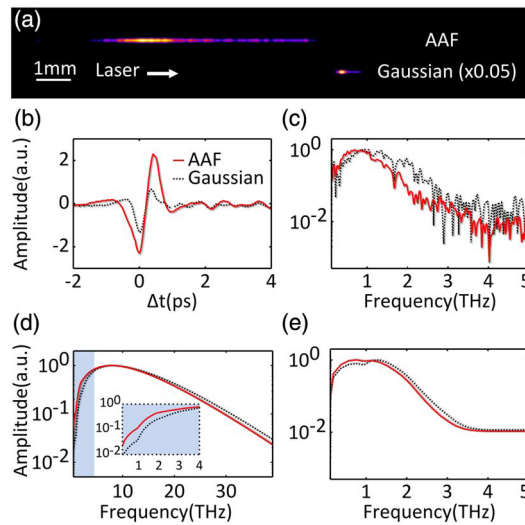 (a)
AAF
1mm Laser Gaussian (x0.05)
(b) (c)
Amplitude(a.u.)
2
0
-2
AAF
Gaussian
-2 0 2 4
Δt(ps)
10⁰
10⁻²
1 2 3 4 5
Frequency(THz)
(d) (e)
Amplitude(a.u.)
10⁰
10⁻¹
10⁻²
10⁰
10⁻¹
10⁻²
1 2 3 4
10 20 30
Frequency(THz)
10⁰
10⁻²
0 1 2 3 4 5
Frequency(THz)